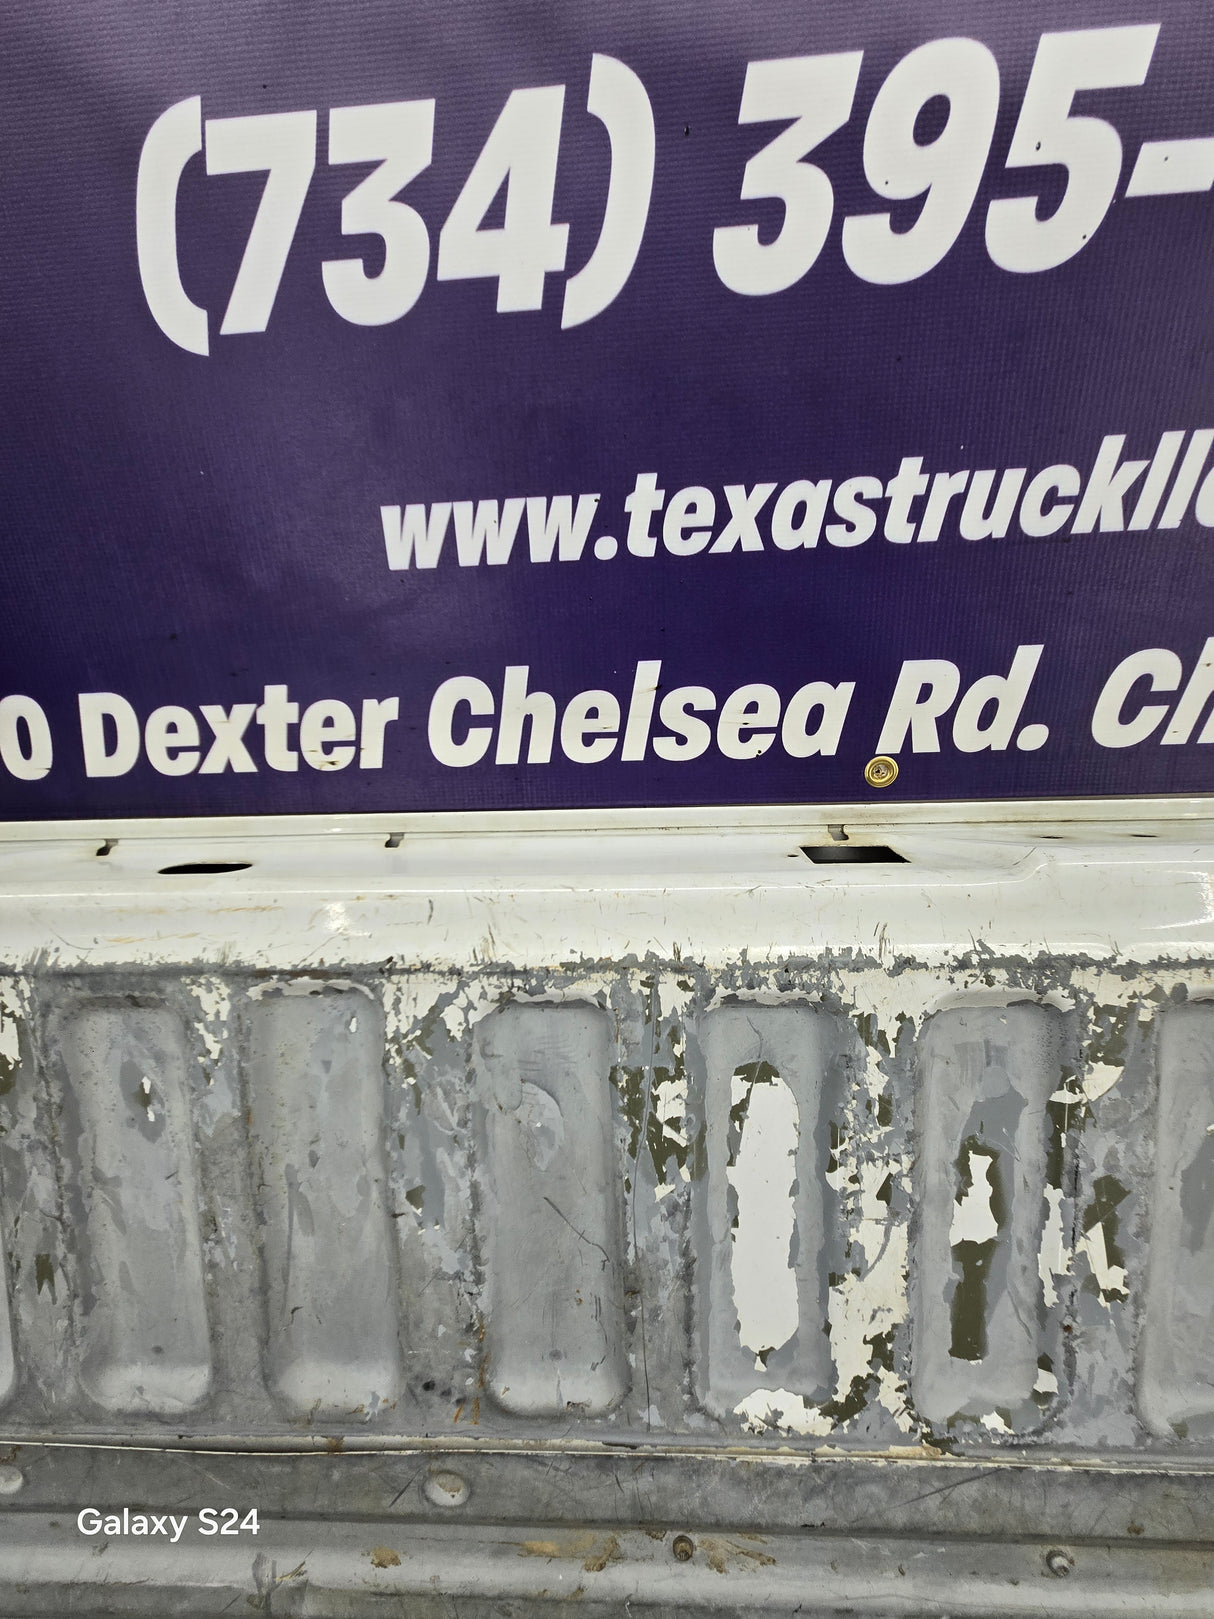 (734) 395-
www.texastruckll
0 Dexter Chelsea Rd. Ch
Galaxy S24